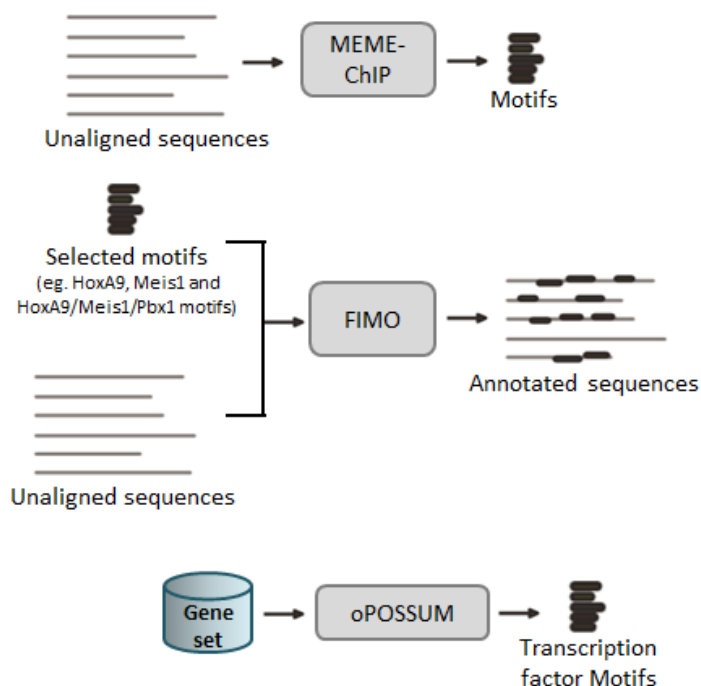 MEME-
ChIP
Motifs
Unaligned sequences
Selected motifs
(eg. HoxA9, Meis1 and
HoxA9/Meis1/Pbx1 motifs)
FIMO
Annotated sequences
Unaligned sequences
Gene
set
oPOSSUM
Transcription
factor Motifs